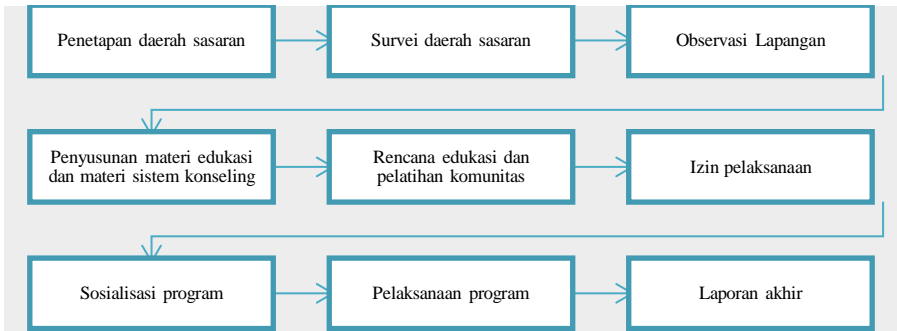 Penetapan daerah sasaran
Survei daerah sasaran
Observasi Lapangan
Penyusunan materi edukasi
dan materi sistem konseling
Rencana edukasi dan
pelatihan komunitas
Izin pelaksanaan
Sosialisasi program
Pelaksanaan program
Laporan akhir